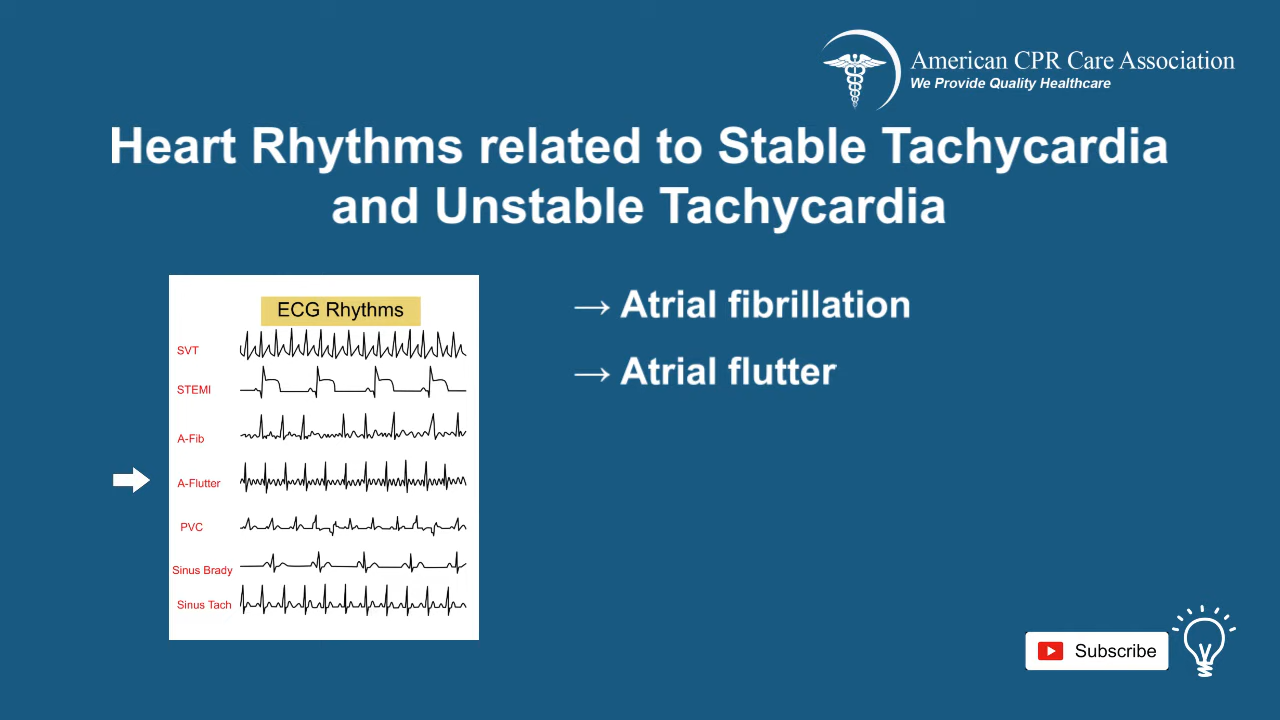 American CPR Care Association
We Provide Quality Healthcare
Heart Rhythms related to Stable Tachycardia
and Unstable Tachycardia
ECG Rhythms
SVT
STEMI
A-Fib
A-Flutter
PVC
Sinus Brady
Sinus Tach
→ Atrial fibrillation
→ Atrial flutter
Subscribe